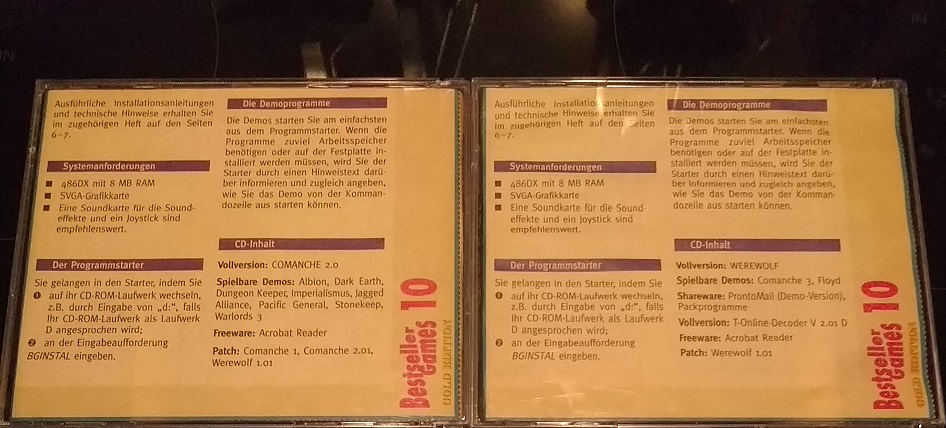 Ausführliche Installationsanleitungen
und technische Hinweise erhalten Sie
im zugehörigen Heft auf den Seiten
6–7.
Systemanforderungen
486DX mit 8 MB RAM
SVGA-Grafikkarte
Eine Soundkarte für die Sound-
effekte und ein Joystick sind
empfehlenswert.
Der Programmstarter
Sie gelangen in den Starter, indem Sie
❶ auf ihr CD-ROM-Laufwerk wechseln,
z.B. durch Eingabe von „d:“, falls
Ihr CD-ROM-Laufwerk als Laufwerk
D angesprochen wird;
❷ an der Eingabeaufforderung
BGINSTAL eingeben.
Die Demoprogramme
Die Demos starten Sie am einfachsten
aus dem Programmstarter. Wenn die
Programme zuviel Arbeitsspeicher
benötigen oder auf der Festplatte in-
stalliert werden müssen, wird Sie der
Starter durch einen Hinweistext darü-
ber informieren und zugleich angeben,
wie Sie das Demo von der Komman-
dozeile aus starten können.
CD-Inhalt
Vollversion: COMANCHE 2.0
Spielbare Demos: Albion, Dark Earth,
Dungeon Keeper, Imperialismus, Jagged
Alliance, Pacific General, Stonekeep,
Warlords 3
Freeware: Acrobat Reader
Patch: Comanche 1, Comanche 2.01,
Werewolf 1.01
Bestseller
Games 10
GOLD EDITION
Ausführliche Installationsanleitungen
und technische Hinweise erhalten Sie
im zugehörigen Heft auf den Seiten
6–7.
Systemanforderungen
486DX mit 8 MB RAM
SVGA-Grafikkarte
Eine Soundkarte für die Sound-
effekte und ein Joystick sind
empfehlenswert.
Der Programmstarter
Sie gelangen in den Starter, indem Sie
❶ auf ihr CD-ROM-Laufwerk wechseln,
z.B. durch Eingabe von „d:“, falls
Ihr CD-ROM-Laufwerk als Laufwerk
D angesprochen wird;
❷ an der Eingabeaufforderung
BGINSTAL eingeben.
Die Demoprogramme
Die Demos starten Sie am einfachsten
aus dem Programmstarter. Wenn die
Programme zuviel Arbeitsspeicher
benötigen oder auf der Festplatte in-
stalliert werden müssen, wird Sie der
Starter durch einen Hinweistext darü-
ber informieren und zugleich angeben,
wie Sie das Demo von der Komman-
dozeile aus starten können.
CD-Inhalt
Vollversion: WEREWOLF
Spielbare Demos: Comanche 3, Floyd
Shareware: ProntoMail (Demo-Version),
Packprogramme
Vollversion: T-Online-Decoder V 2.01 D
Freeware: Acrobat Reader
Patch: Werewolf 1.01
Bestseller
Games 10
GOLD EDITION